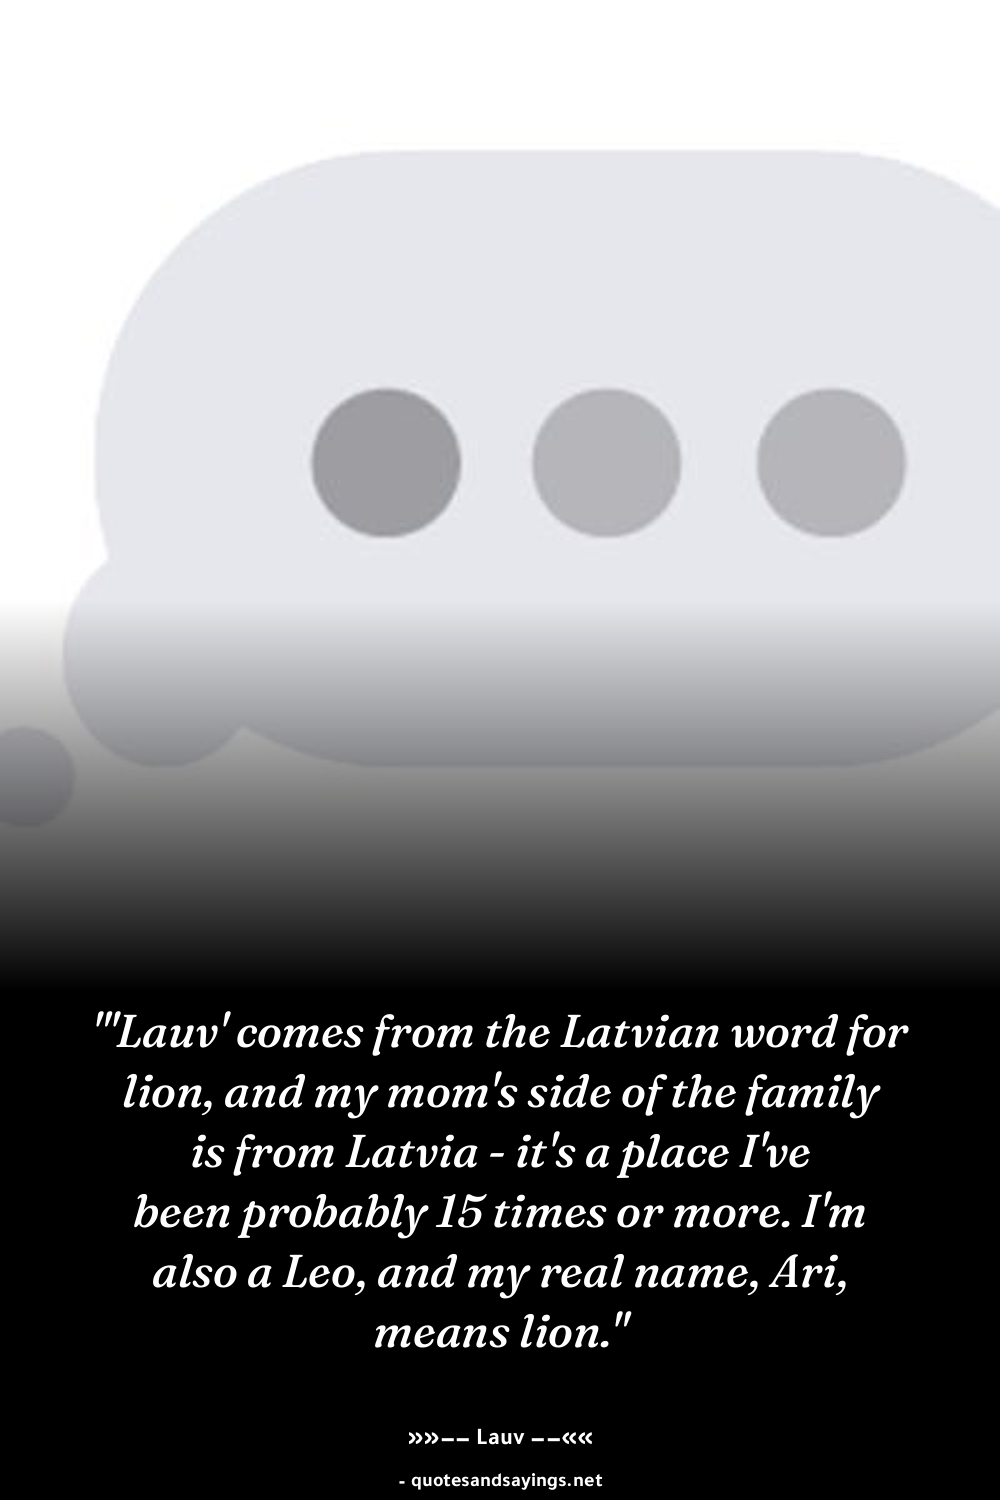 "'Lauv' comes from the Latvian word for
lion, and my mom's side of the family
is from Latvia - it's a place I've
been probably 15 times or more. I'm
also a Leo, and my real name, Ari,
means lion."
»»–– Lauv ––««
- quotesandsayings.net